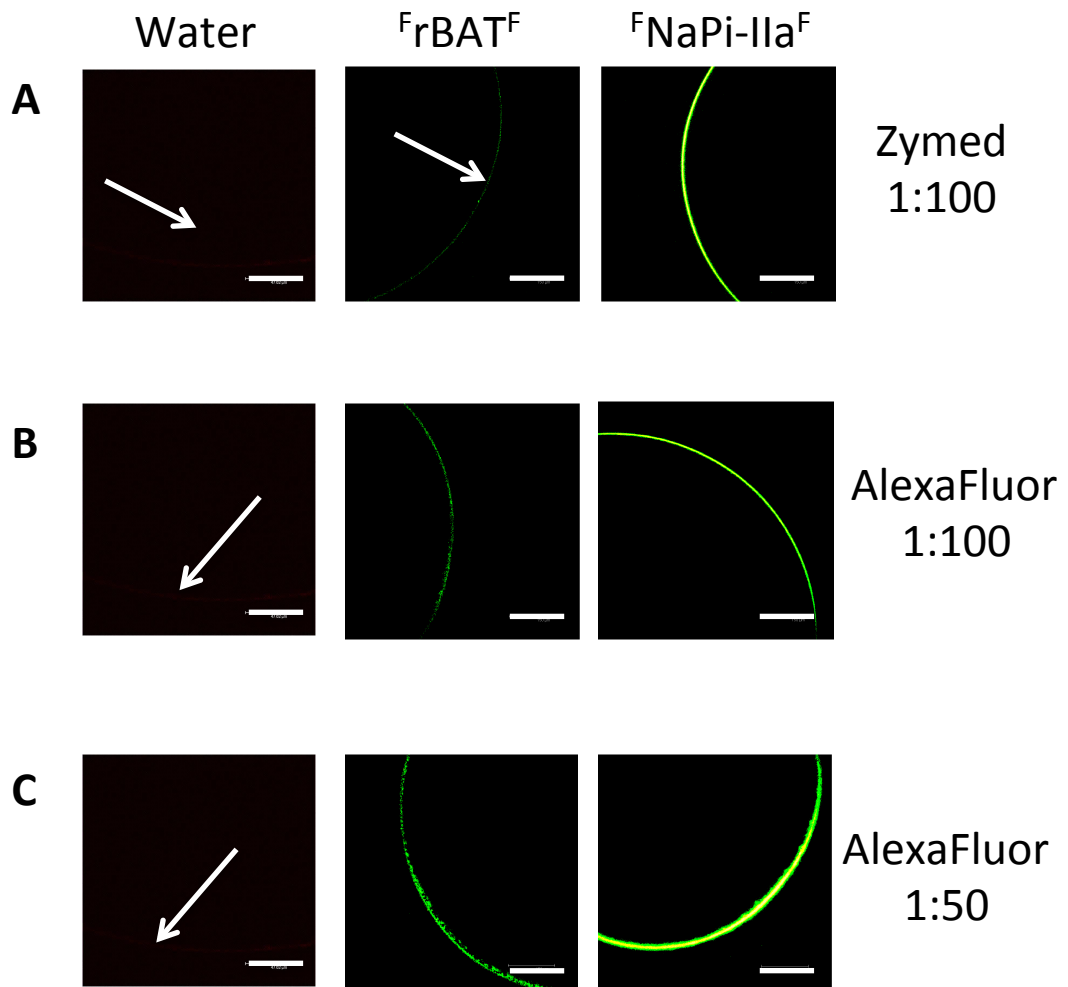 Water
ᶠrBATᶠ
ᶠNaPi-IIaᶠ
A
Zymed
1:100
B
AlexaFluor
1:100
C
AlexaFluor
1:50